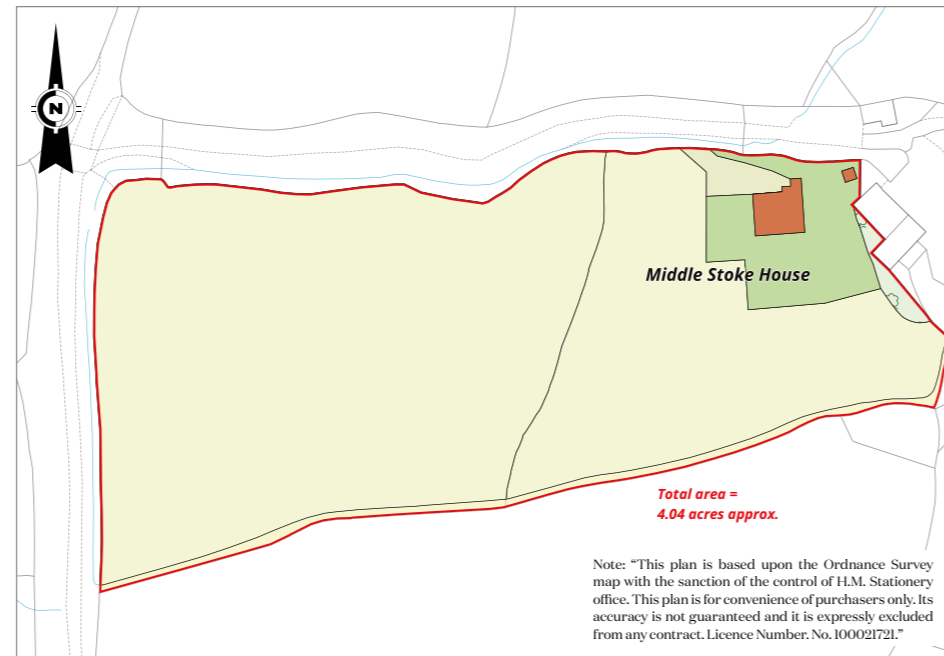 N
Middle Stoke House
Total area =
4.04 acres approx.
Note: “This plan is based upon the Ordnance Survey
map with the sanction of the control of H.M. Stationery
office. This plan is for convenience of purchasers only. Its
accuracy is not guaranteed and it is expressly excluded
from any contract. Licence Number. No. 100021721.”